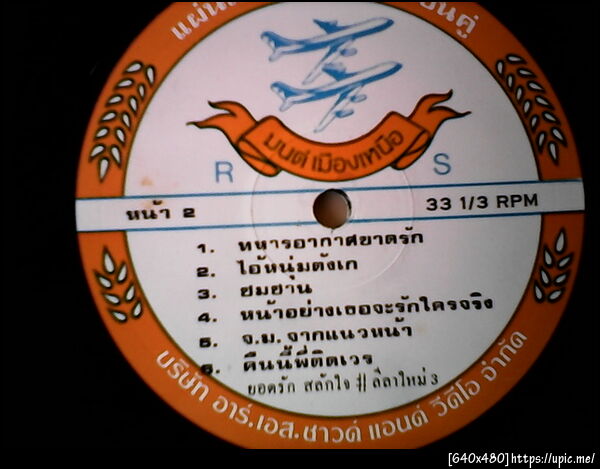 แผ่น
บินคู่
มนต์เมืองเหนือ
R S
หน้า 2
33 1/3 RPM
1. ทหารอากาศขาดรัก
2. ไอ้หนุ่มตังเก
3. ฮมฮาน
4. หน้าอย่างเธอจะรักใครจริง
5. จ.ม. จากแนวหน้า
6. คืนนี้พี่ติดเวร
ยอดรัก สลักใจ // ลีลาใหม่ 3
บริษัท อาร์.เอส.ซาวด์ แอนด์ วีดีโอ จำกัด
[640x480]https://upic.me/